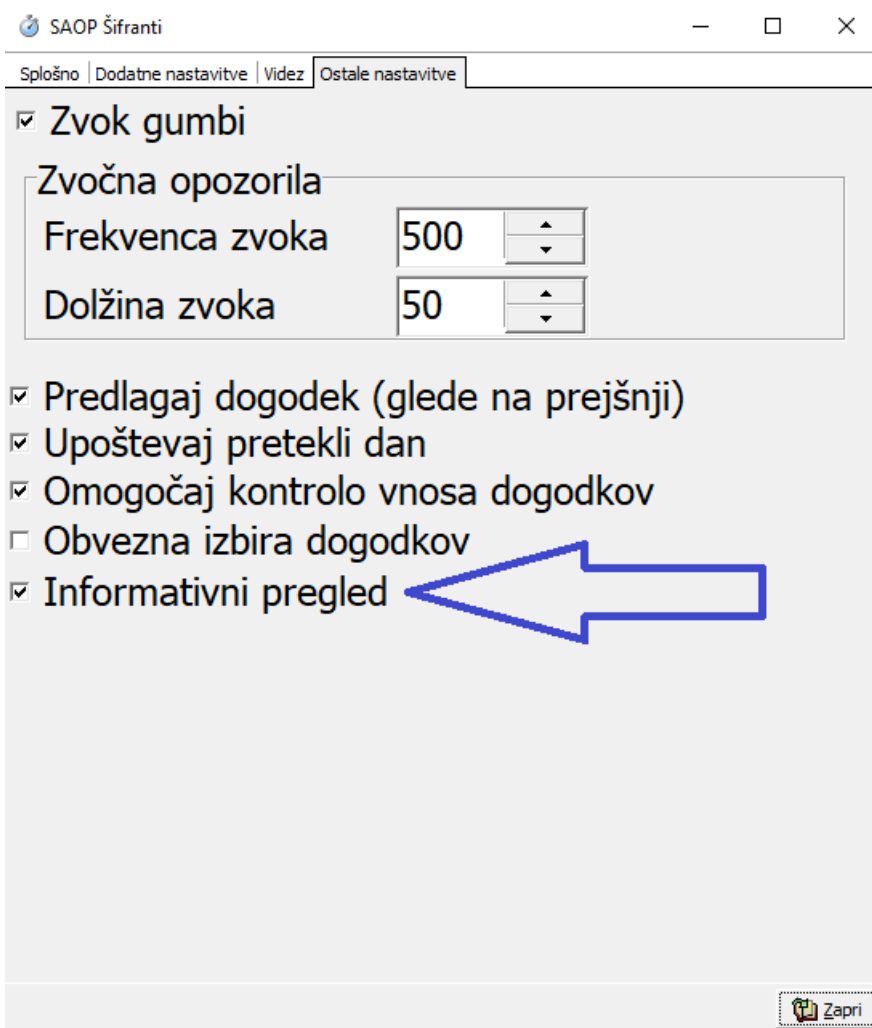 SAOP Šifranti
Splošno Dodatne nastavitve Videz Ostale nastavitve
Zvok gumbi
Zvočna opozorila
Frekvenca zvoka 500
Dolžina zvoka 50
Predlagaj dogodek (glede na prejšnji)
Upoštevaj pretekli dan
Omogočaj kontrolo vnosa dogodkov
Obvezna izbira dogodkov
Informativni pregled
Zapri